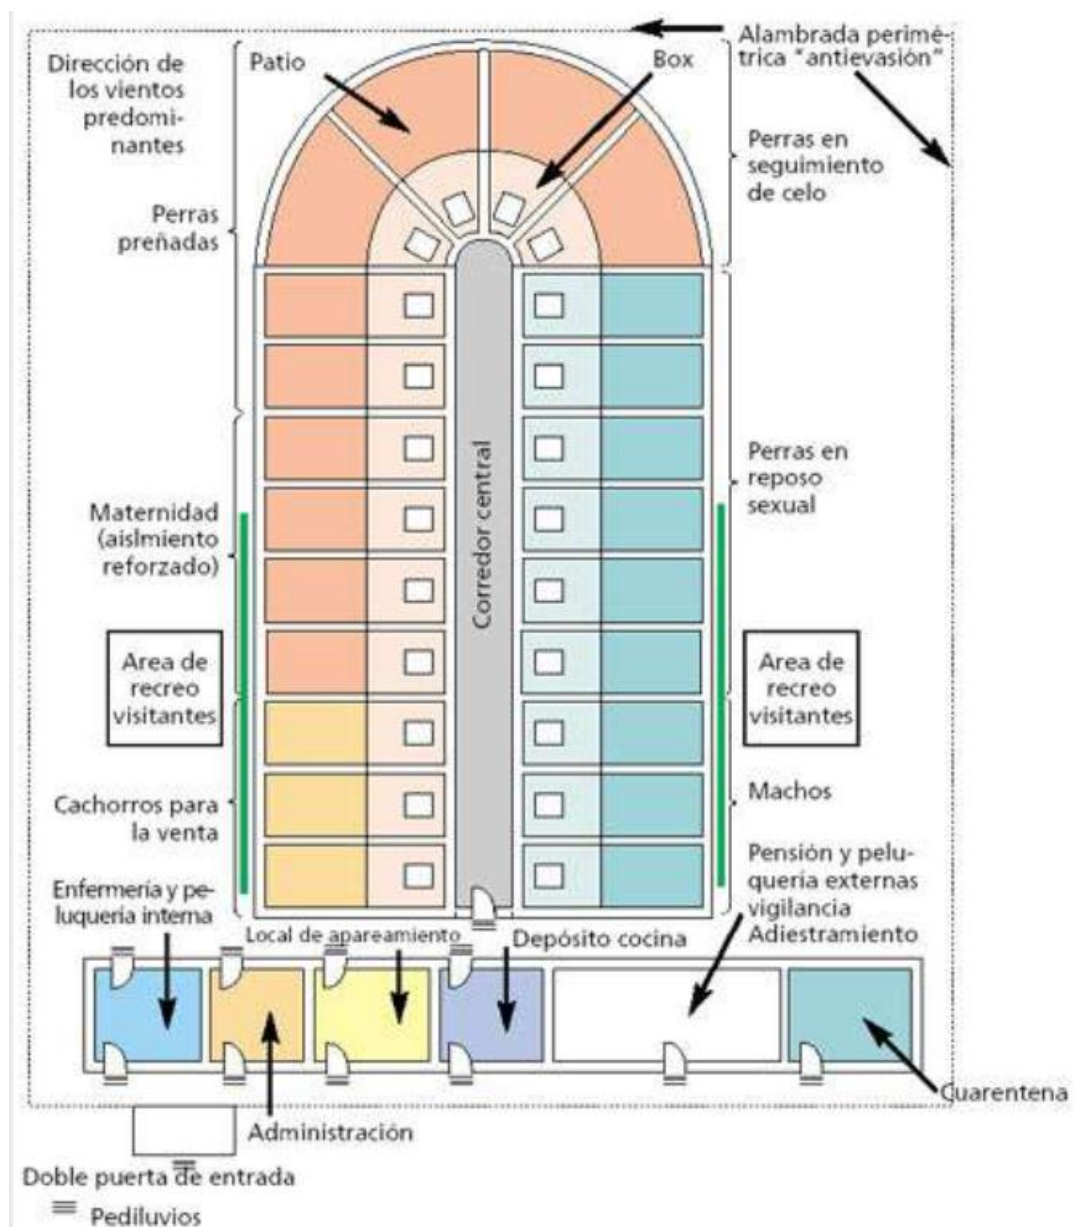 Alambrada perimé-
trica "antievasión"
Dirección de
los vientos
predomi-
nantes
Patio
Box
Perras en
seguimiento
de celo
Perras
preñadas
Corredor central
Perras en
reposo
sexual
Maternidad
(aislmiento
reforzado)
Area de
recreo
visitantes
Area de
recreo
visitantes
Cachorros para
la venta
Machos
Enfermería y pe-
luquería interna
Pensión y pelu-
quería externas
vigilancia
Adiestramiento
Local de apareamiento
Depósito cocina
Cuarentena
Administración
Doble puerta de entrada
Pediluvios